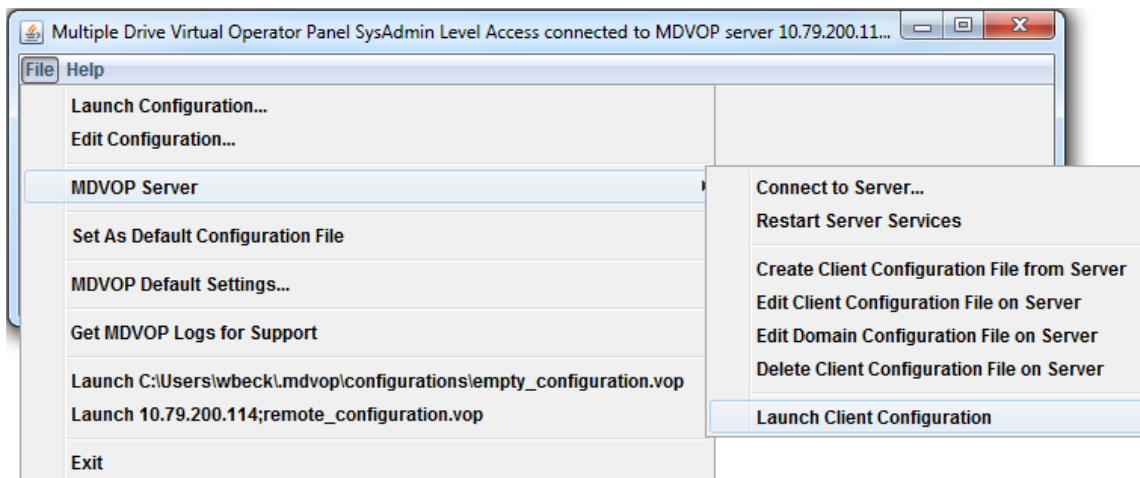 Multiple Drive Virtual Operator Panel SysAdmin Level Access connected to MDVOP server 10.79.200.11...
File Help
Launch Configuration...
Edit Configuration...
MDVOP Server
Set As Default Configuration File
MDVOP Default Settings...
Get MDVOP Logs for Support
Launch C:\Users\wbeck\.mdvop\configurations\empty_configuration.vop
Launch 10.79.200.114;remote_configuration.vop
Exit
Connect to Server...
Restart Server Services
Create Client Configuration File from Server
Edit Client Configuration File on Server
Edit Domain Configuration File on Server
Delete Client Configuration File on Server
Launch Client Configuration